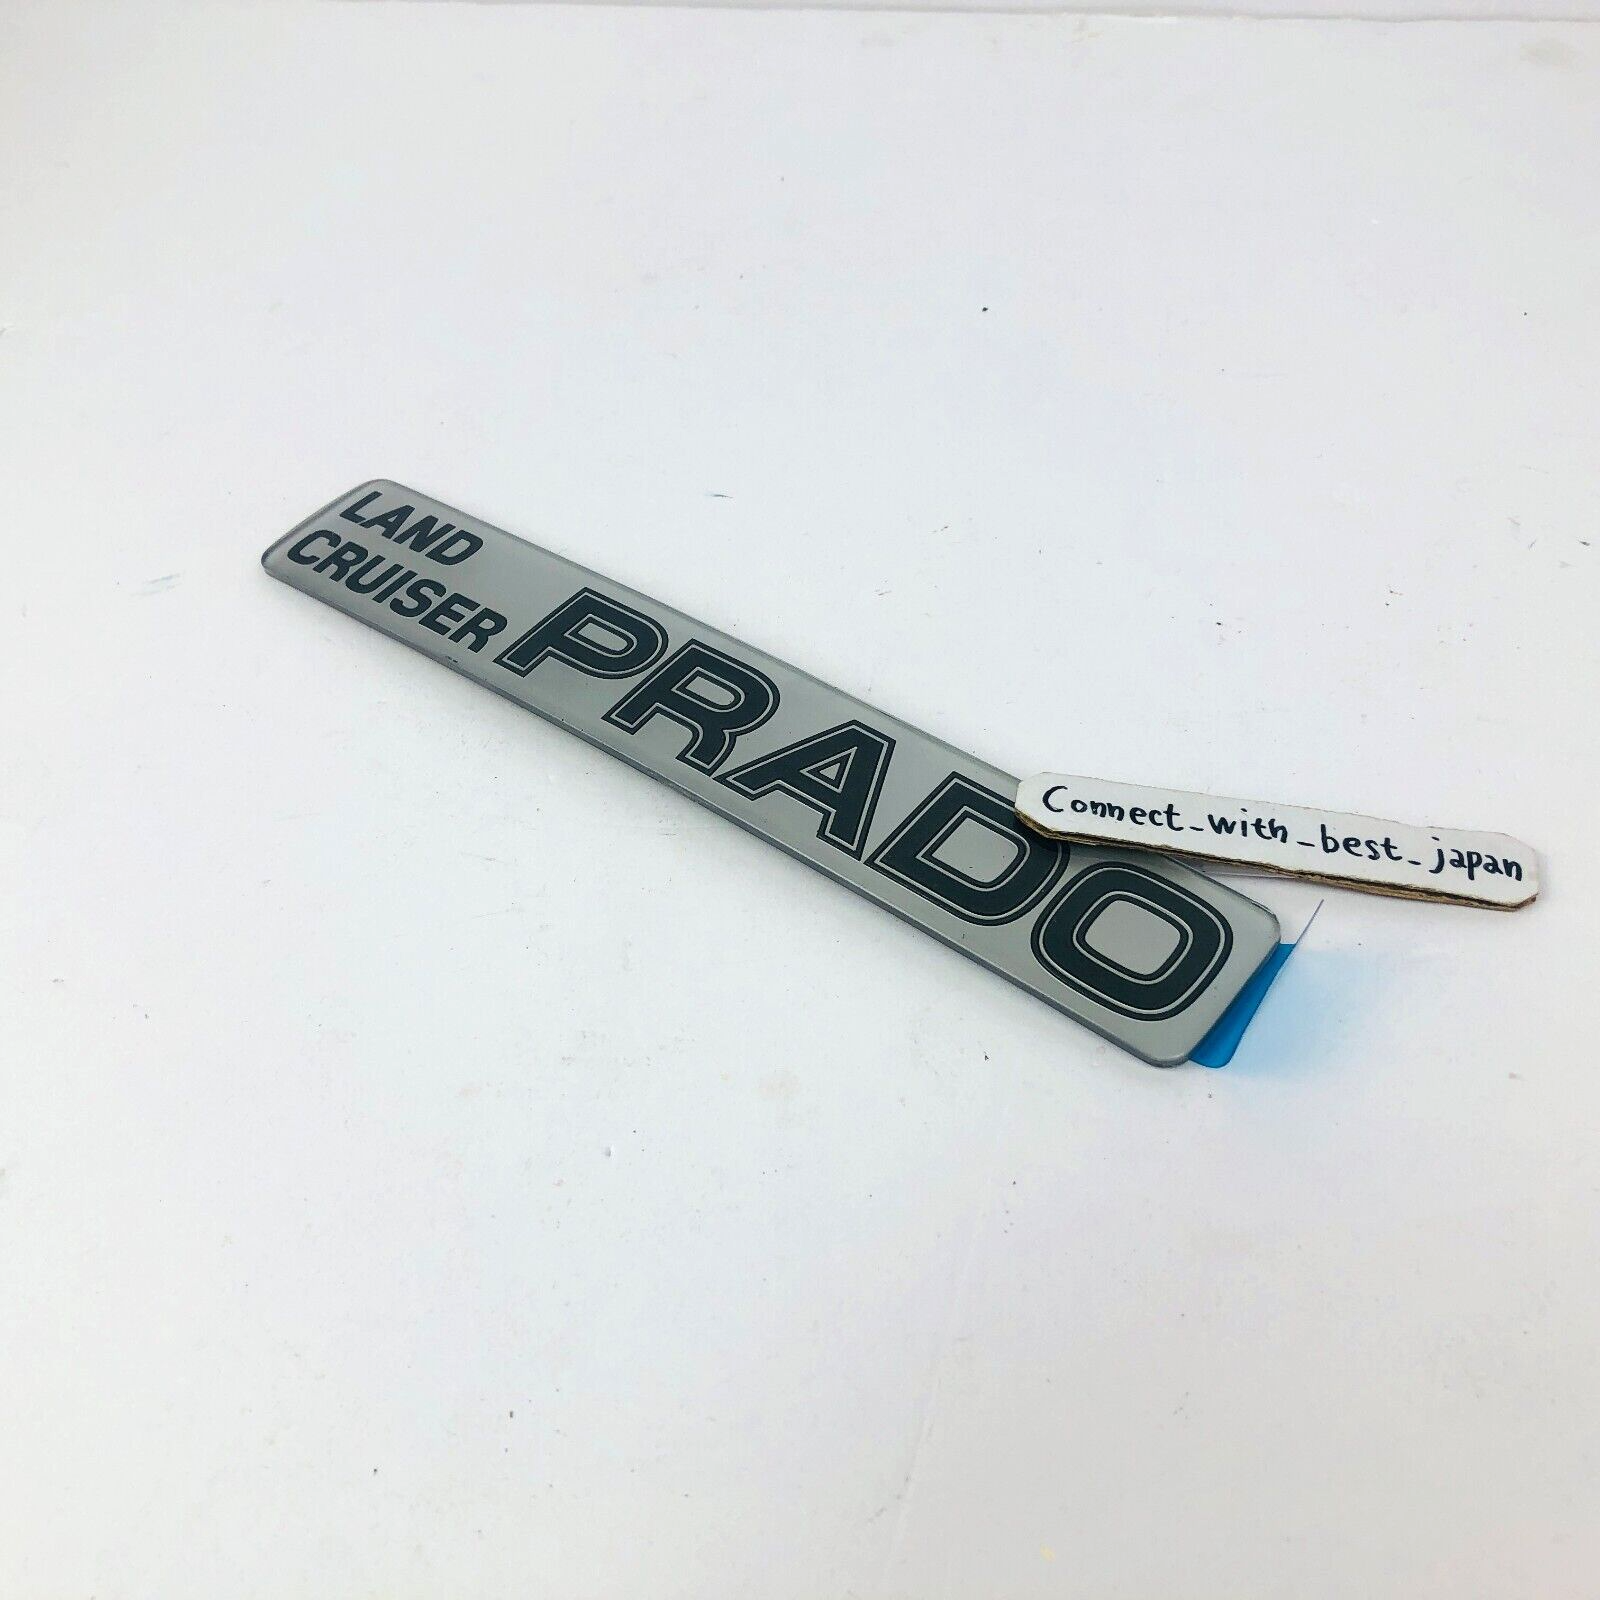 LAND
CRUISER
PRADO
Connect_with_best_japan